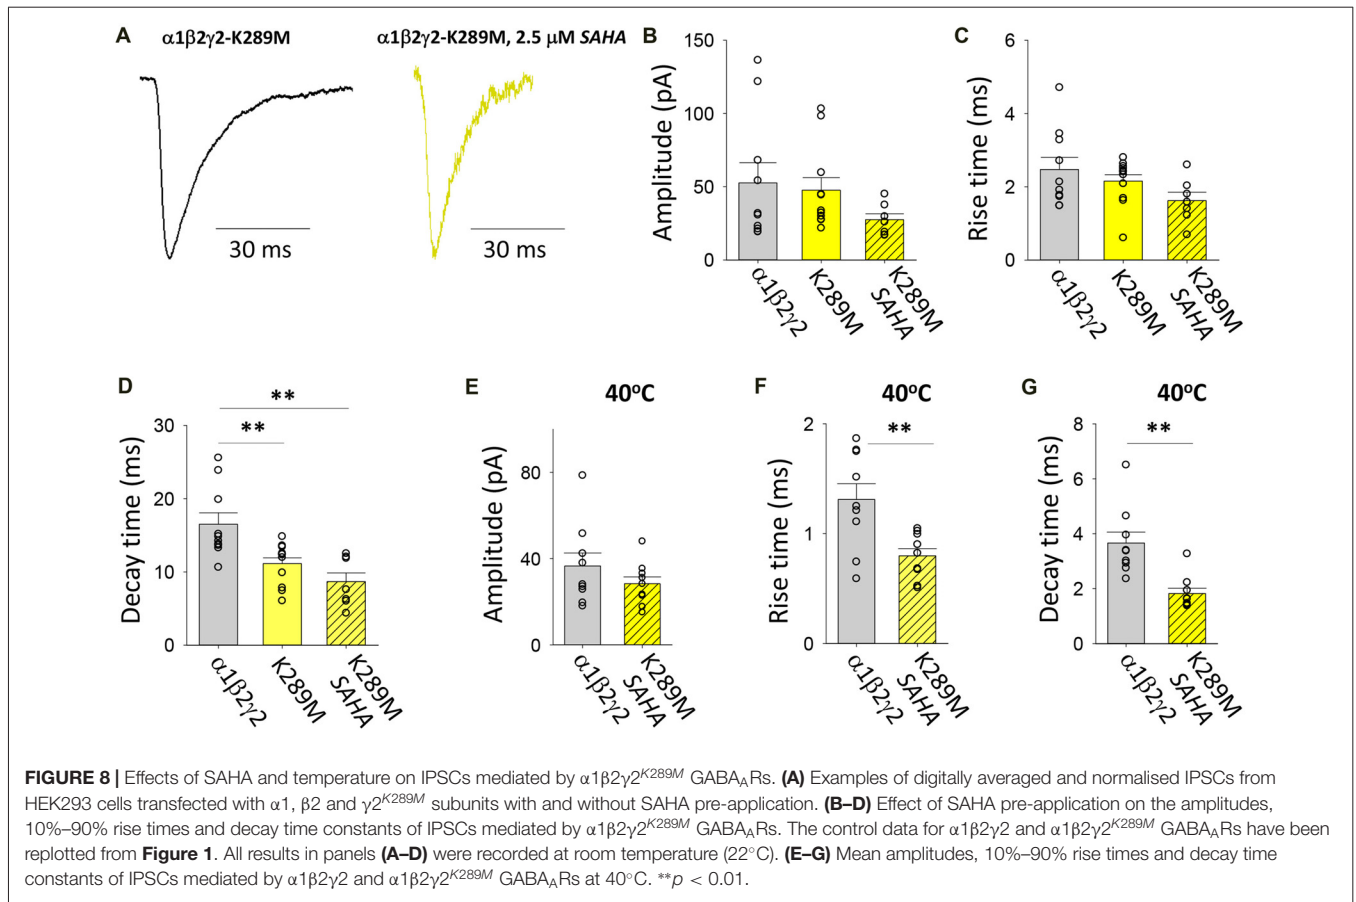 A
α1β2γ2-K289M
α1β2γ2-K289M, 2.5 μM SAHA
30 ms
30 ms
B
Amplitude (pA)
150
100
50
0
α1β2γ2
K289M
K289M
SAHA
C
Rise time (ms)
6
4
2
0
α1β2γ2
K289M
K289M
SAHA
D
Decay time (ms)
30
20
10
0
**
**
α1β2γ2
K289M
K289M
SAHA
E
40°C
Amplitude (pA)
80
40
0
α1β2γ2
K289M
SAHA
F
40°C
Rise time (ms)
2
1
0
**
α1β2γ2
K289M
SAHA
G
40°C
Decay time (ms)
8
6
4
2
0
**
α1β2γ2
K289M
FIGURE 8 | Effects of SAHA and temperature on IPSCs mediated by α1β2γ2K289M GABAARs. (A) Examples of digitally averaged and normalised IPSCs from
HEK293 cells transfected with α1, β2 and γ2K289M subunits with and without SAHA pre-application. (B–D) Effect of SAHA pre-application on the amplitudes,
10%–90% rise times and decay time constants of IPSCs mediated by α1β2γ2K289M GABAARs. The control data for α1β2γ2 and α1β2γ2K289M GABAARs have been
replotted from Figure 1. All results in panels (A–D) were recorded at room temperature (22°C). (E–G) Mean amplitudes, 10%–90% rise times and decay time
constants of IPSCs mediated by α1β2γ2 and α1β2γ2K289M GABAARs at 40°C. **p < 0.01.